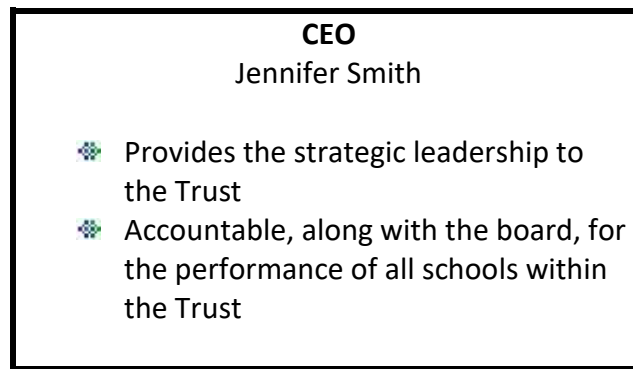 CEO
Jennifer Smith
Provides the strategic leadership to
the Trust
Accountable, along with the board, for
the performance of all schools within
the Trust